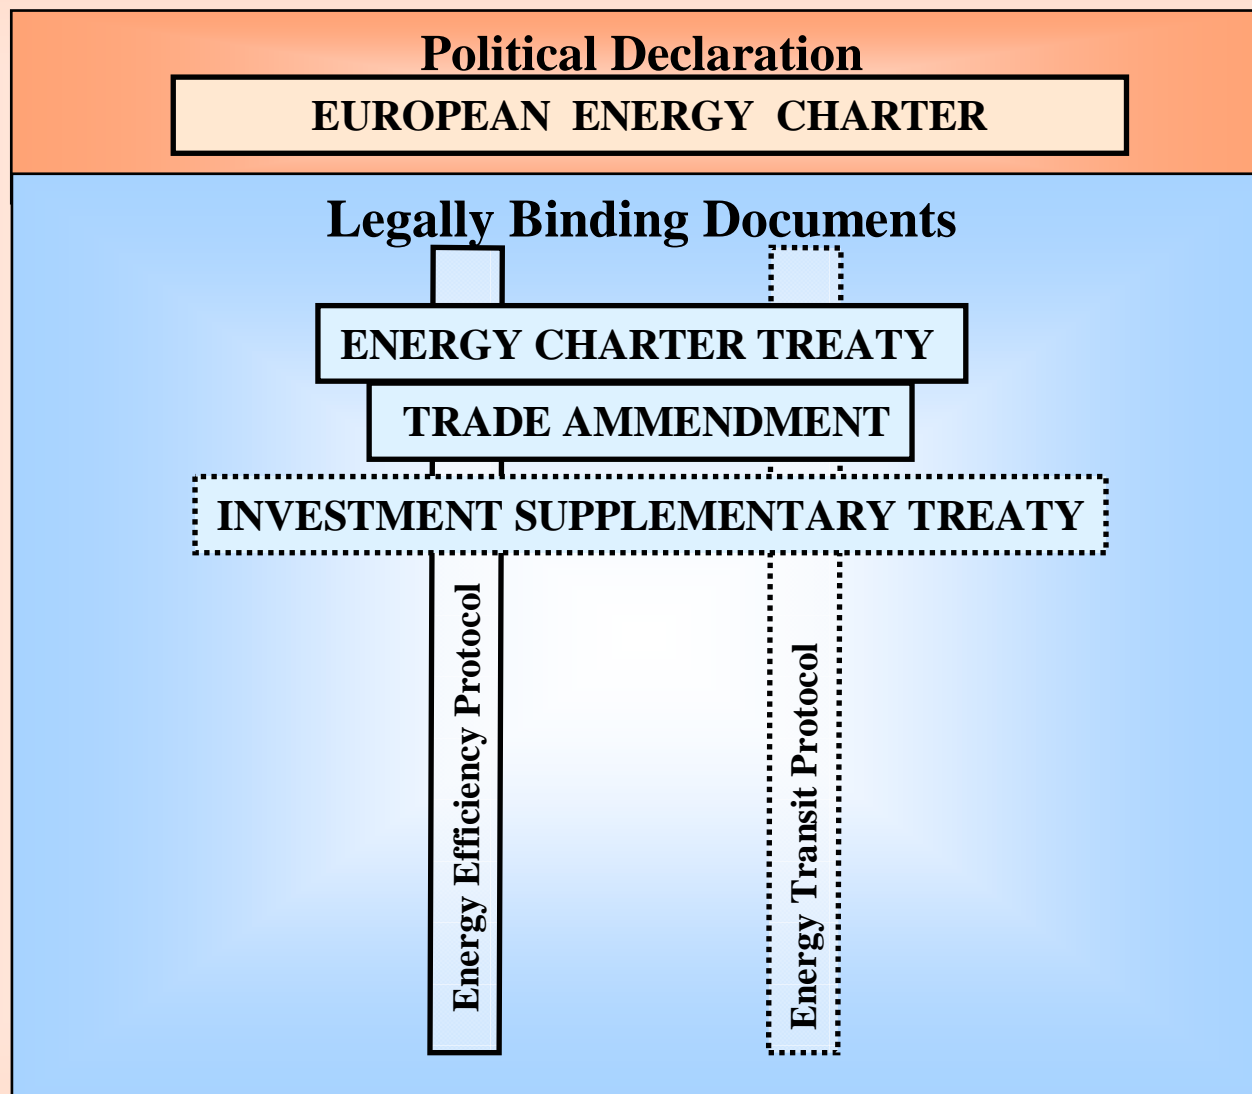 Political Declaration
EUROPEAN ENERGY CHARTER
Legally Binding Documents
ENERGY CHARTER TREATY
TRADE AMMENDMENT
INVESTMENT SUPPLEMENTARY TREATY
Energy Efficiency Protocol
Energy Transit Protocol